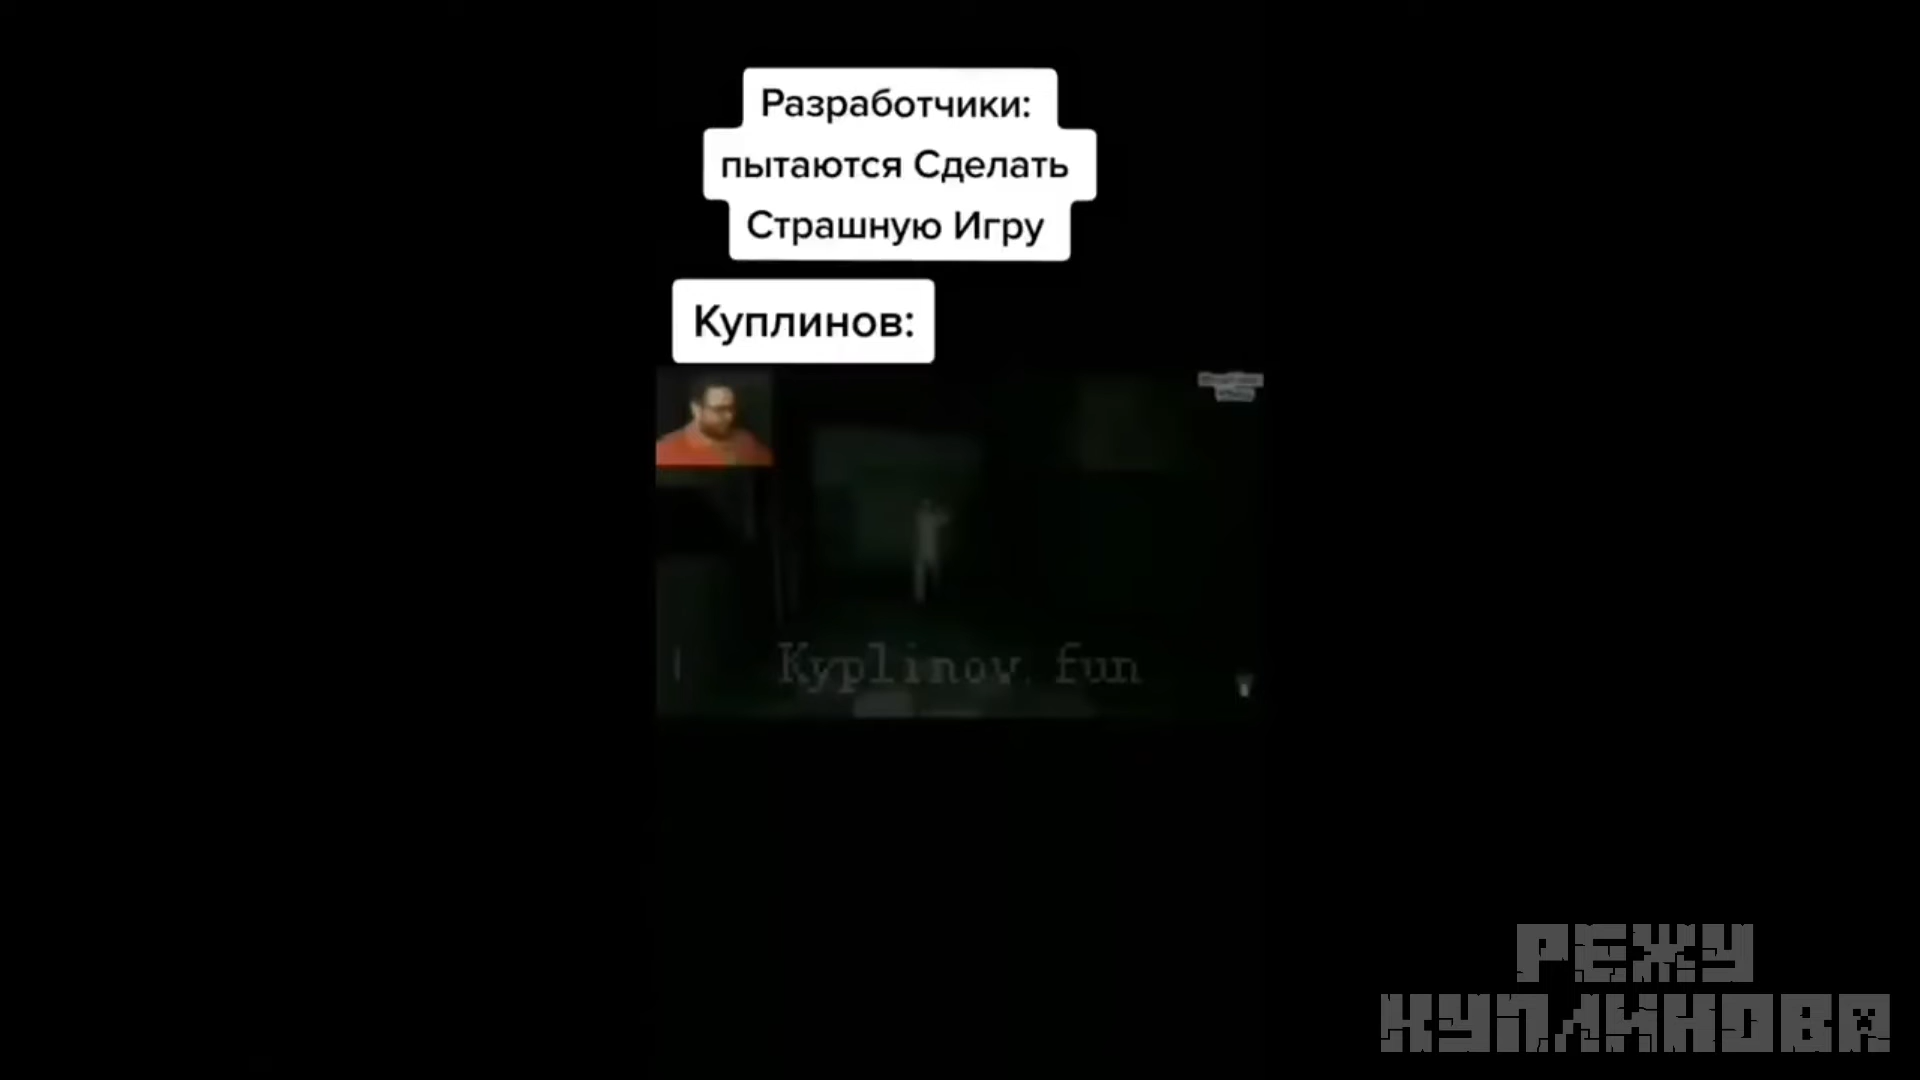 Разработчики:
пытаются Сделать
Страшную Игру
Куплинов:
Kyplinov.fun
РЕЖУ
КУПЛИНОВА